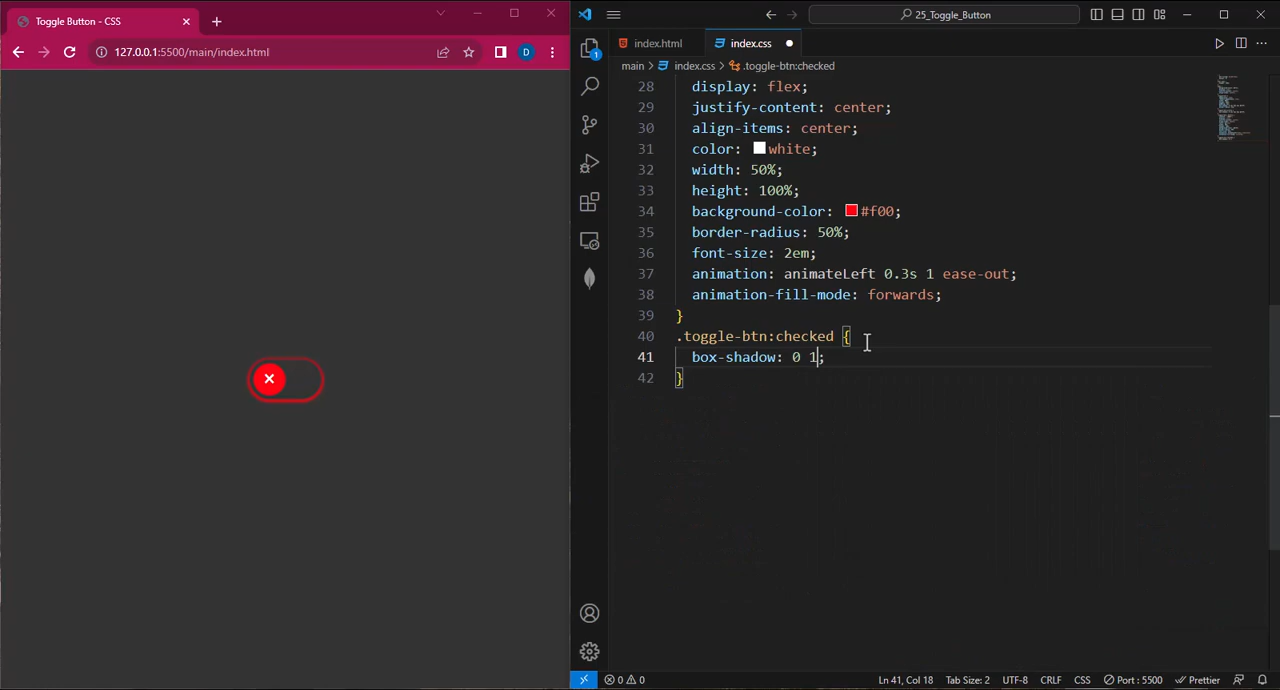 Toggle Button - CSS
127.0.0.1:5500/main/index.html
D
25_Toggle_Button
index.html
index.css
main > index.css > .toggle-btn:checked
1
28 display: flex;
29 justify-content: center;
30 align-items: center;
31 color: white;
32 width: 50%;
33 height: 100%;
34 background-color: #f00;
35 border-radius: 50%;
36 font-size: 2em;
37 animation: animateLeft 0.3s 1 ease-out;
38 animation-fill-mode: forwards;
39 }
40 .toggle-btn:checked {
41 box-shadow: 0 1;
42 }
0 0 Ln 41, Col 18 Tab Size: 2 UTF-8 CRLF CSS Port : 5500 Prettier